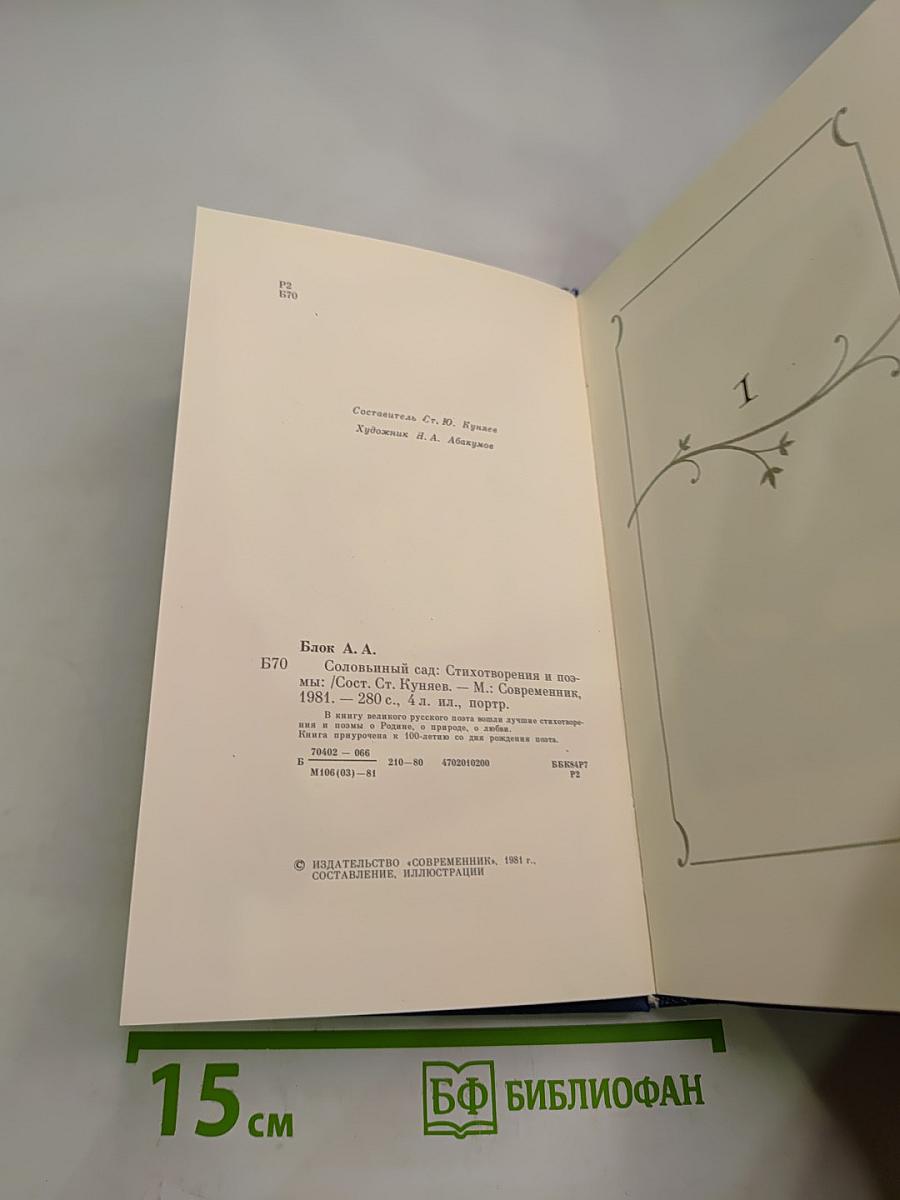 Р2
Б70
Составитель Ст. Ю. Куняев
Художник Н. А. Абакумов
Блок А. А.
Б70 Соловьиный сад: Стихотворения и поэ-
мы: /Сост. Ст. Куняев. — М.: Современник,
1981. — 280 с., 4 л. ил., портр.
В книгу великого русского поэта вошли лучшие стихотворе-
ния и поэмы о Родине, о природе, о любви.
Книга приурочена к 100-летию со дня рождения поэта.
70402 — 066
Б 210—80 4702010200 ББК84Р7
М106(03)—81 Р2
© ИЗДАТЕЛЬСТВО «СОВРЕМЕННИК», 1981 г.,
СОСТАВЛЕНИЕ, ИЛЛЮСТРАЦИИ
1
15 см
БФ БИБЛИОФАН